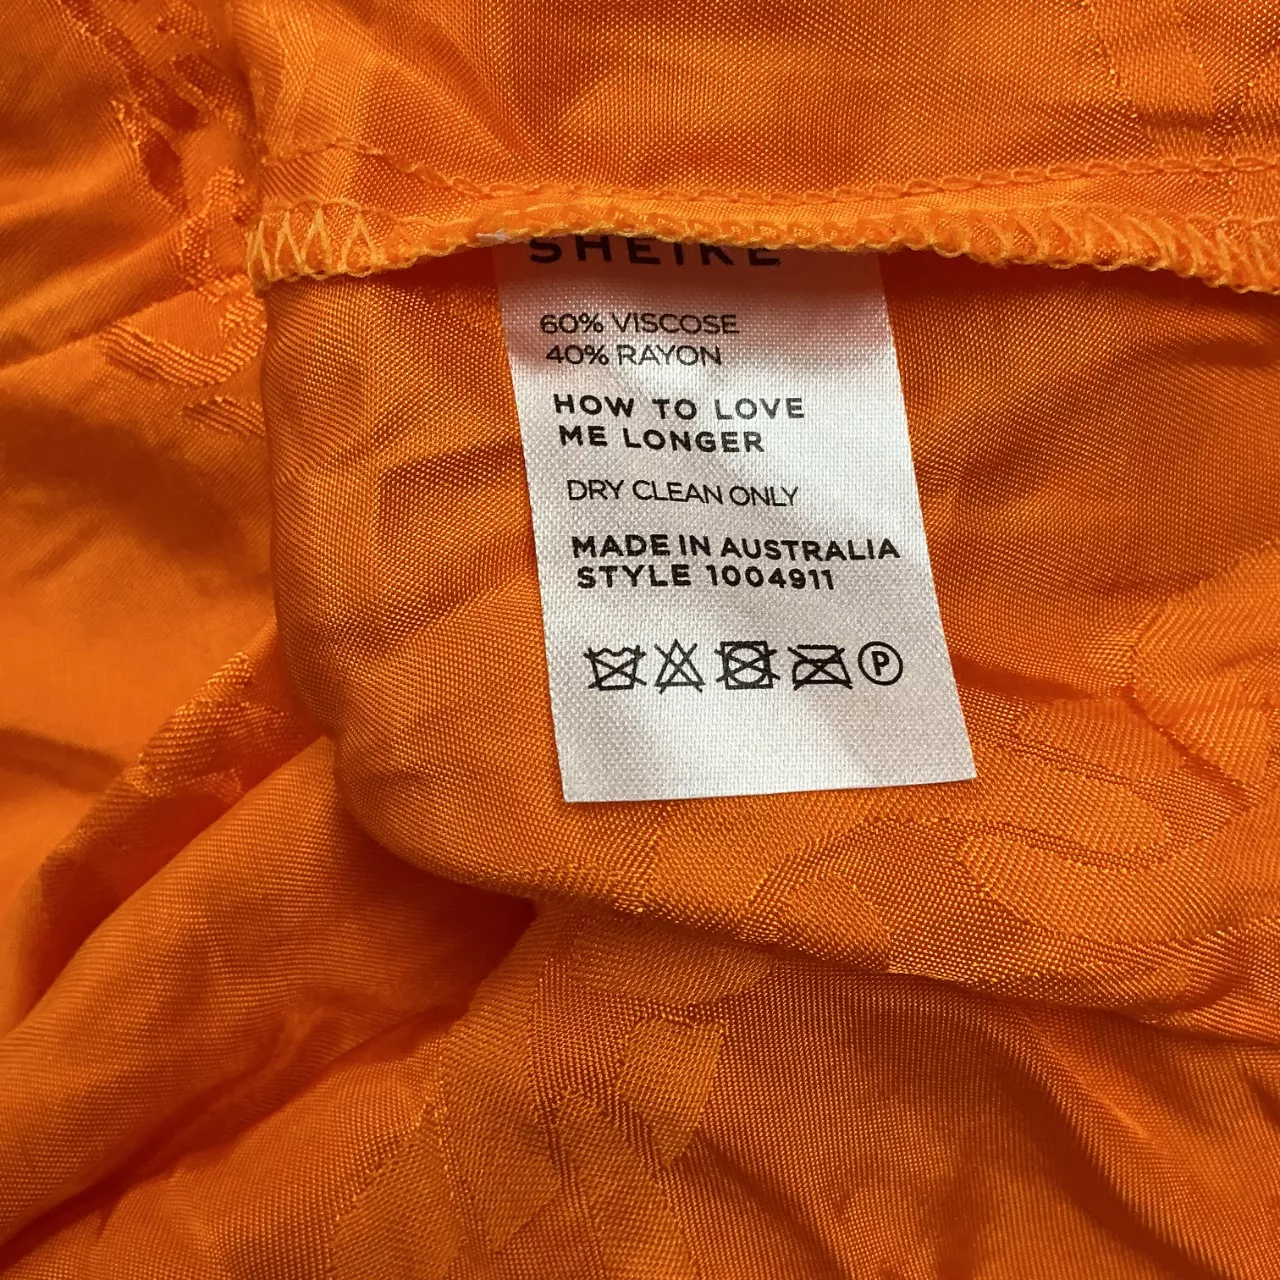 SHEIKE
60% VISCOSE
40% RAYON
HOW TO LOVE
ME LONGER
DRY CLEAN ONLY
MADE IN AUSTRALIA
STYLE 1004911
P